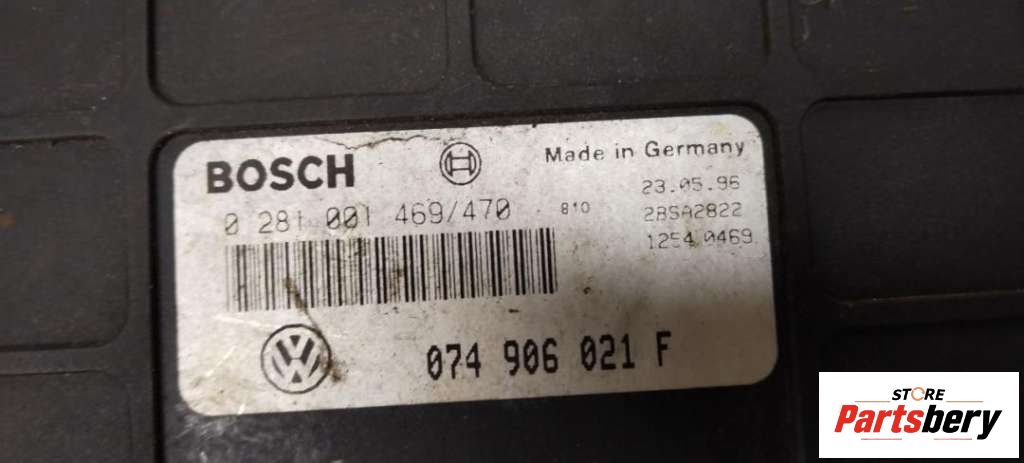 BOSCH
Made in Germany
23.05.96
0 281 001 469/470
810
28SA2822
1254 0469
074 906 021 F
STORE
Partsbery